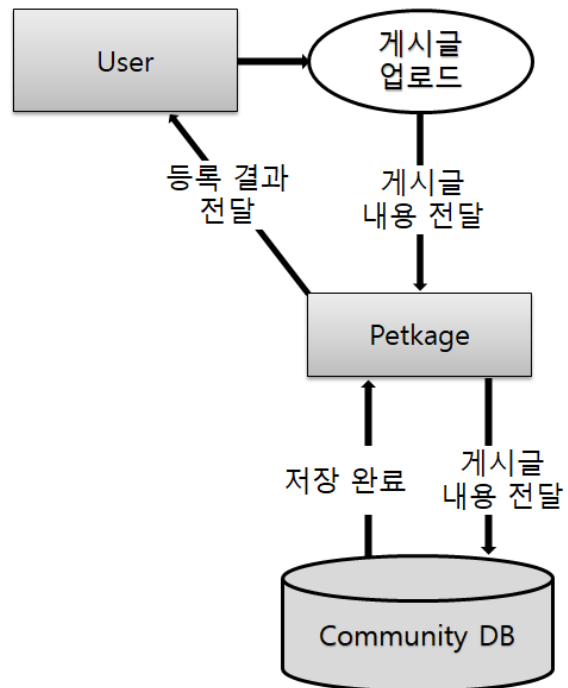 User
게시글
업로드
등록 결과
전달
게시글
내용 전달
Petkage
저장 완료
게시글
내용 전달
Community DB